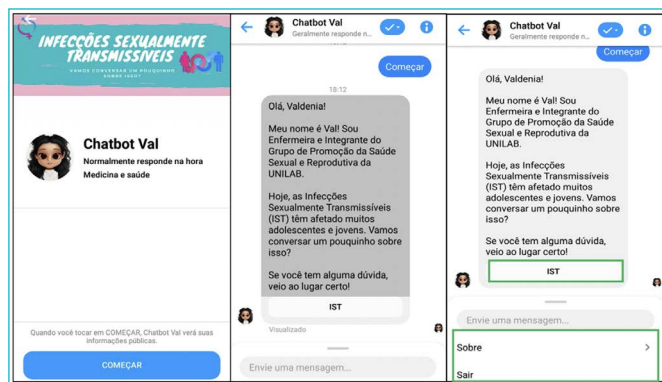 INFECÇÕES SEXUALMENTE
TRANSMISSÍVEIS
VAMOS CONVERSAR UM POUQUINHO
SOBRE ISSO?
Chatbot Val
Normalmente responde na hora
Medicina e saúde
Quando você tocar em COMEÇAR, Chatbot Val verá suas
informações públicas.
COMEÇAR
Chatbot Val
Geralmente responde n...
Começar
18:12
Olá, Valdenia!
Meu nome é Val! Sou
Enfermeira e Integrante do
Grupo de Promoção da Saúde
Sexual e Reprodutiva da
UNILAB.
Hoje, as Infecções
Sexualmente Transmissíveis
(IST) têm afetado muitos
adolescentes e jovens. Vamos
conversar um pouquinho sobre
isso?
Se você tem alguma dúvida,
veio ao lugar certo!
IST
Visualizado
Envie uma mensagem...
Chatbot Val
Geralmente responde n...
Começar
Olá, Valdenia!
Meu nome é Val! Sou
Enfermeira e Integrante do
Grupo de Promoção da Saúde
Sexual e Reprodutiva da
UNILAB.
Hoje, as Infecções
Sexualmente Transmissíveis
(IST) têm afetado muitos
adolescentes e jovens. Vamos
conversar um pouquinho sobre
isso?
Se você tem alguma dúvida,
veio ao lugar certo!
IST
Envie uma mensagem...
Sobre
Sair